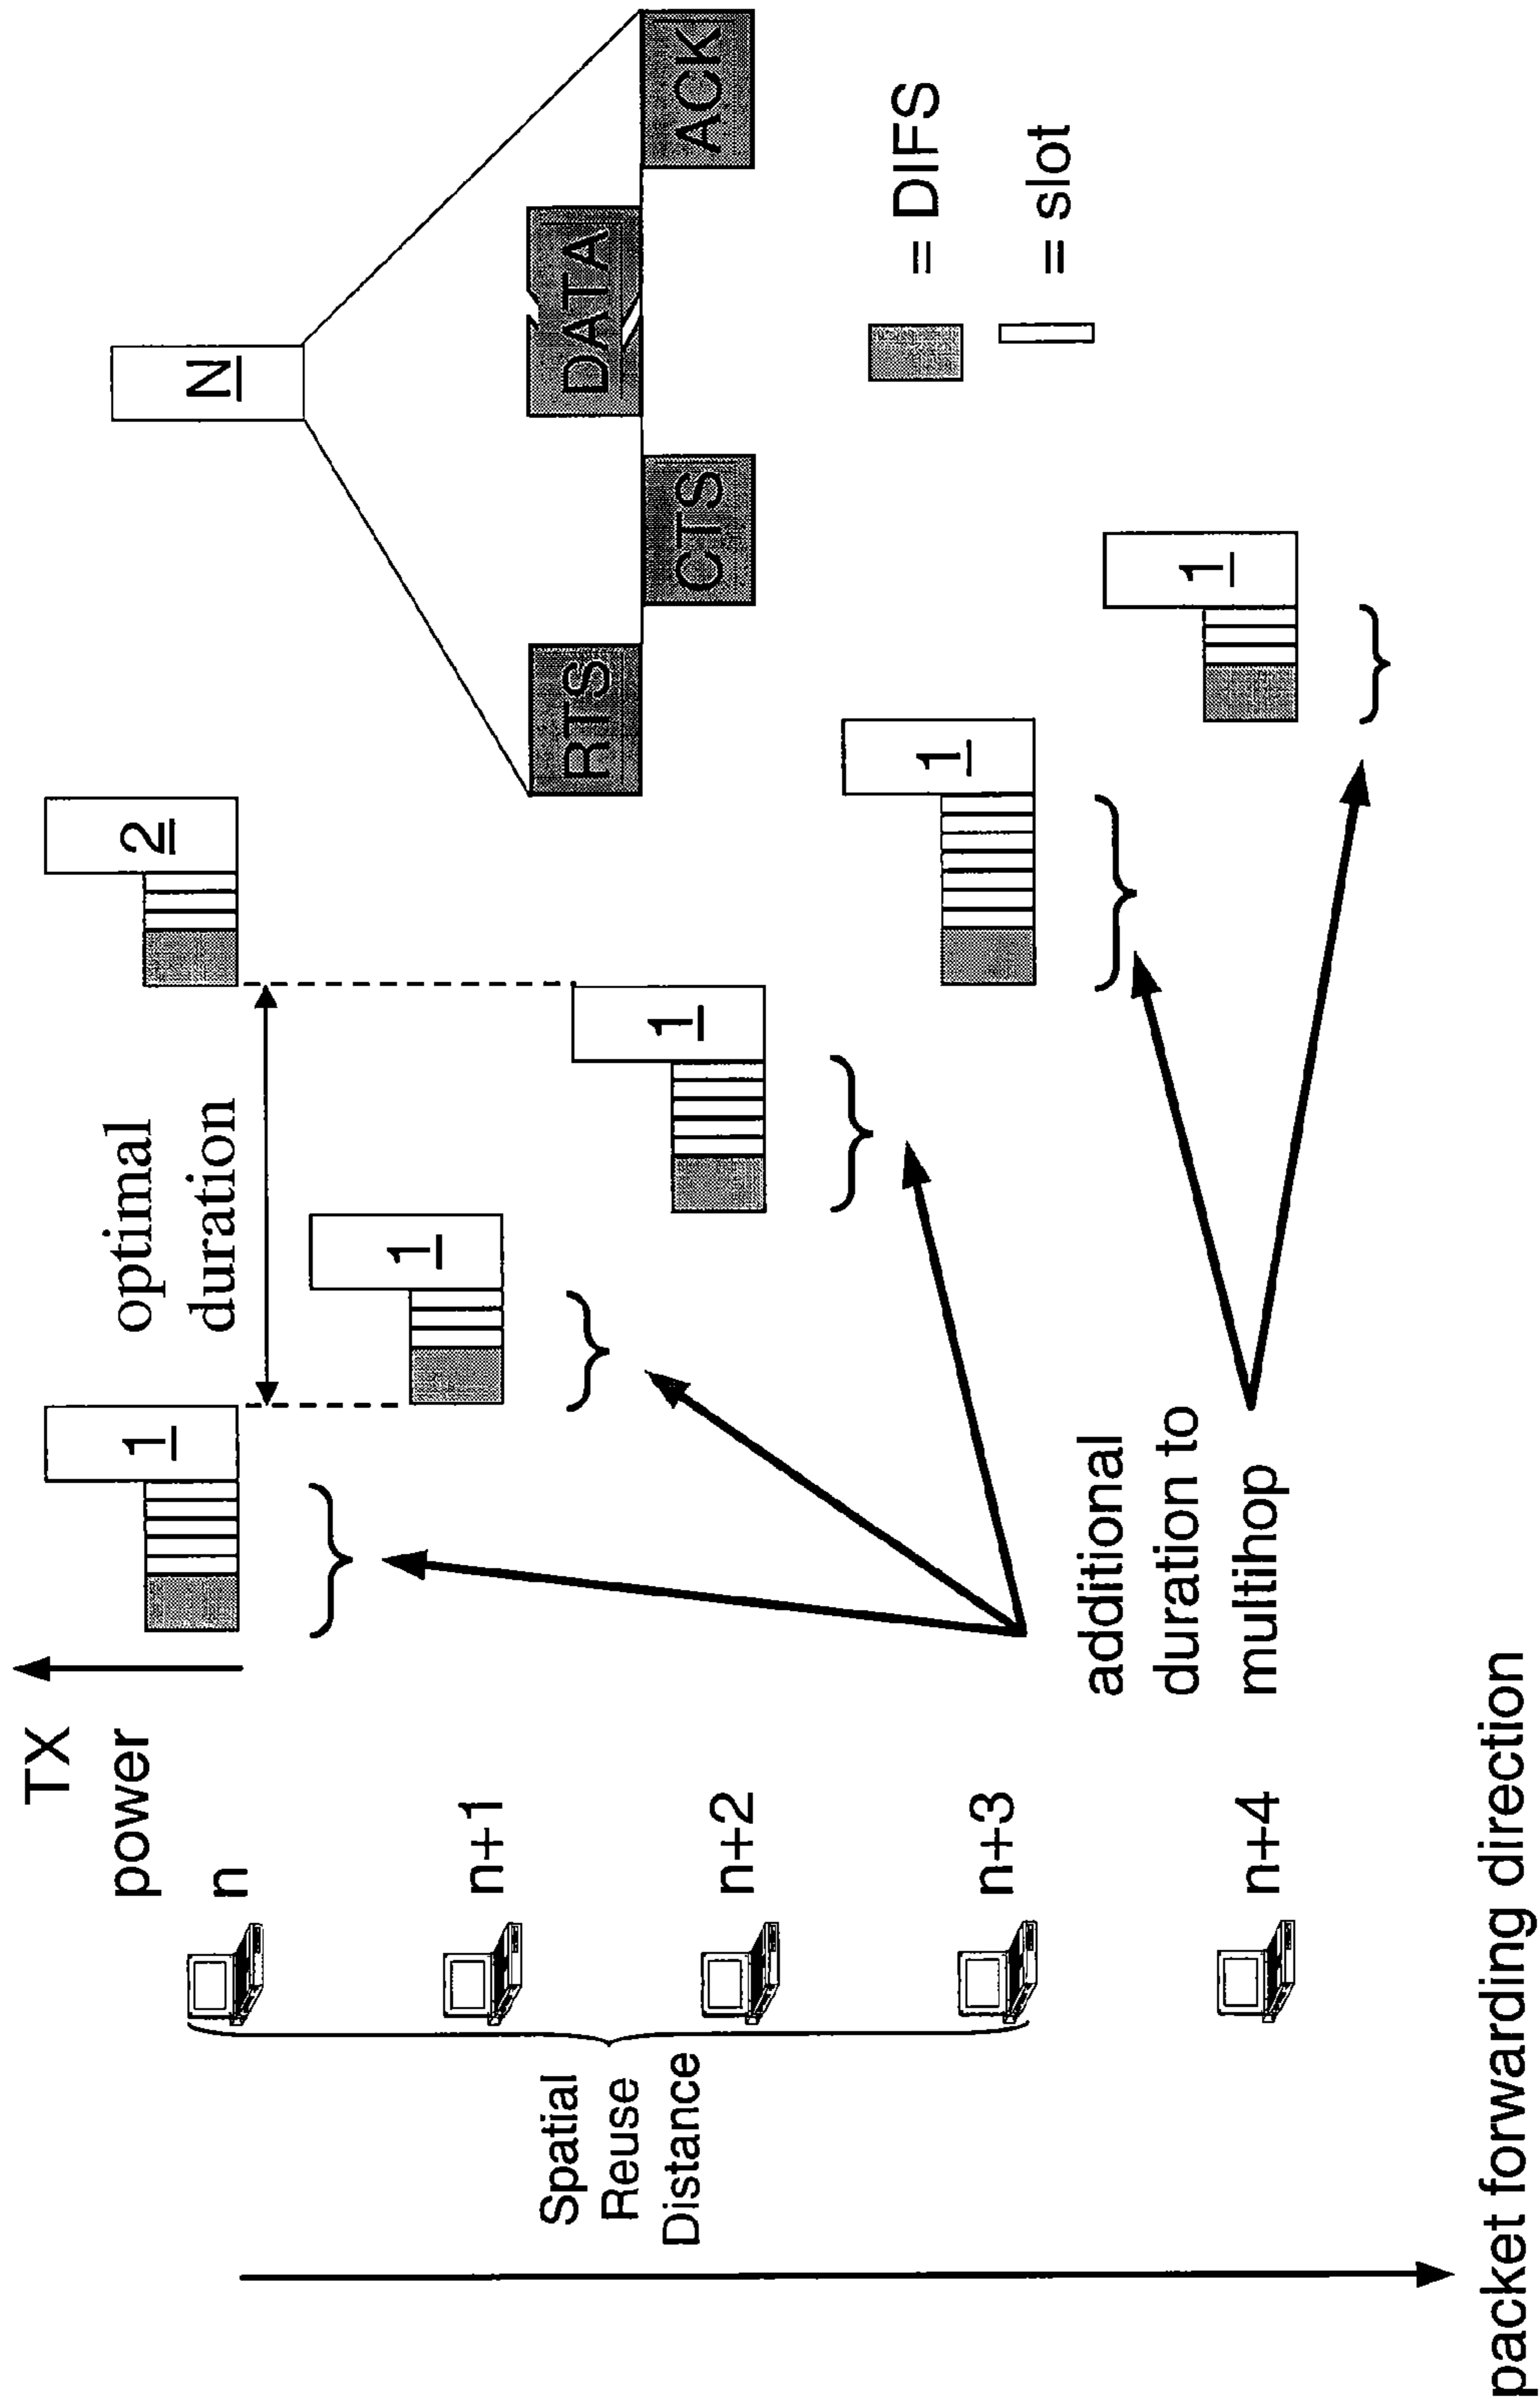 TX
power
n
n+1
n+2
n+3
n+4
Spatial
Reuse
Distance
packet forwarding direction
1
optimal
duration
2
1
1
1
1
additional
duration to
multihop
N
RTS
CTS
DATA
ACK
= DIFS
= slot